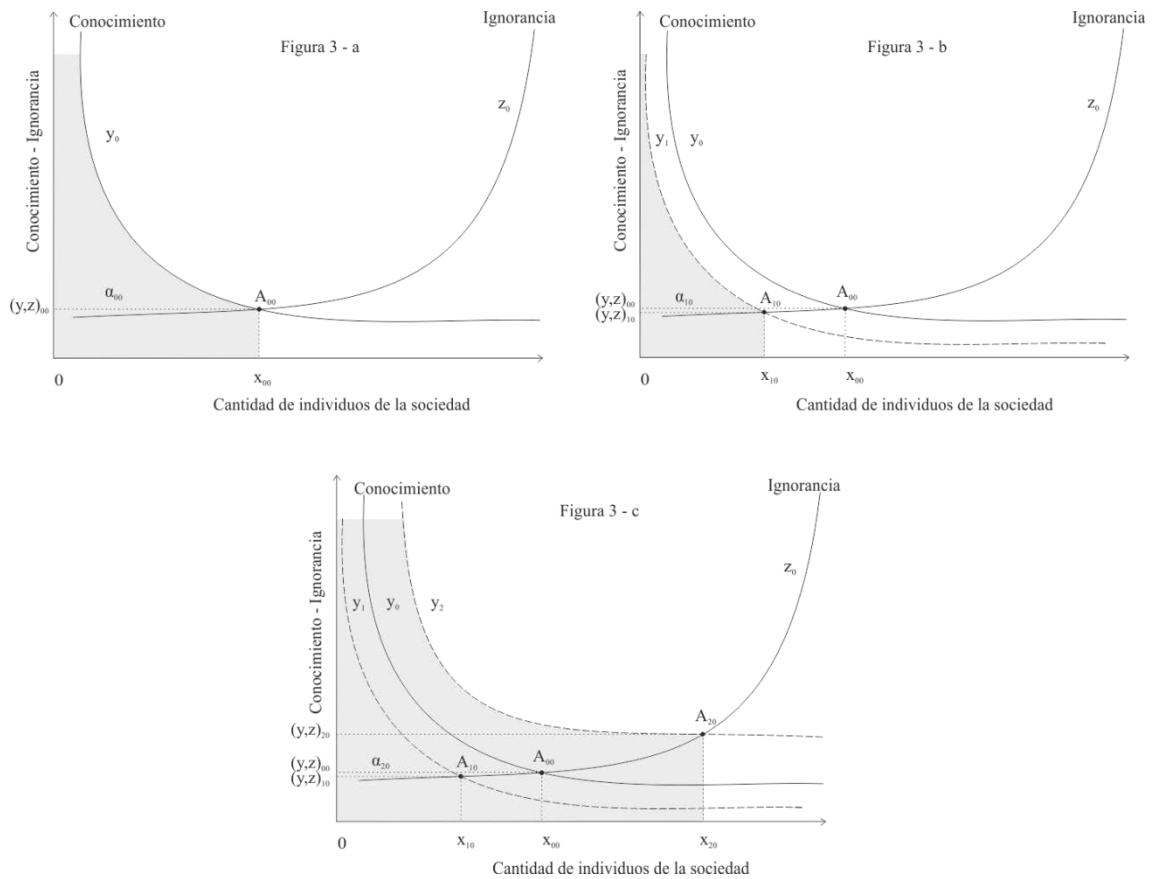 Conocimiento
Ignorancia
Figura 3 - a
Conocimiento - Ignorancia
y₀
z₀
α₀₀
A₀₀
(y,z)₀₀
0
x₀₀
Cantidad de individuos de la sociedad
Conocimiento
Ignorancia
Figura 3 - b
Conocimiento - Ignorancia
y₁
y₀
z₀
(y,z)₀₀
(y,z)₁₀
α₁₀
A₁₀
A₀₀
0
x₁₀
x₀₀
Cantidad de individuos de la sociedad
Conocimiento
Ignorancia
Figura 3 - c
Conocimiento - Ignorancia
y₁
y₀
y₂
z₀
A₂₀
(y,z)₂₀
(y,z)₀₀
(y,z)₁₀
α₂₀
A₁₀
A₀₀
0
x₁₀
x₀₀
x₂₀
Cantidad de individuos de la sociedad